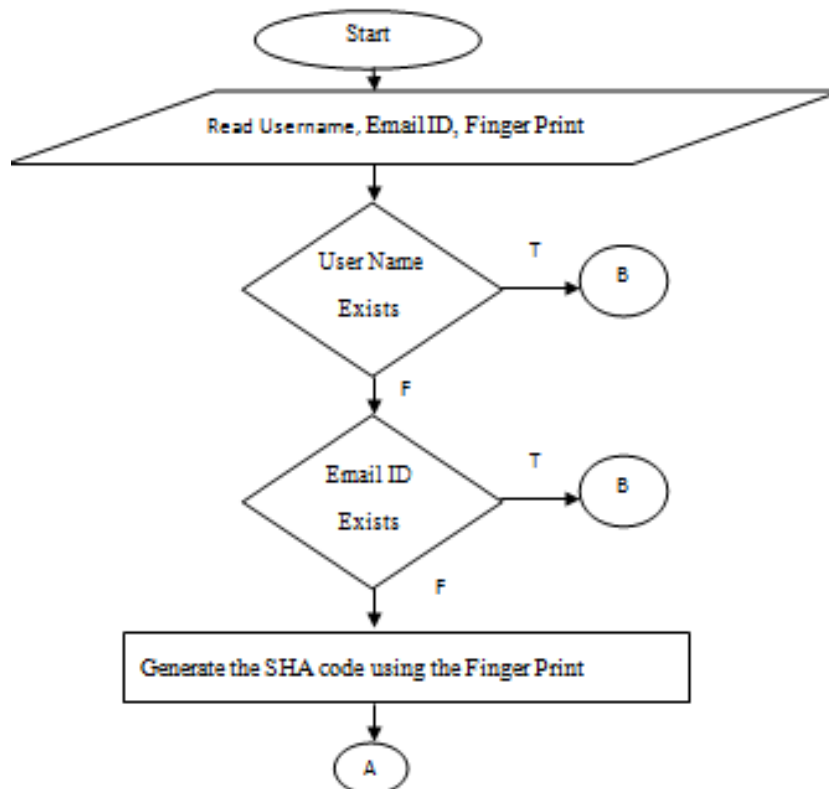 Start
Read Username, Email ID, Finger Print
User Name
Exists
T
B
F
Email ID
Exists
T
B
F
Generate the SHA code using the Finger Print
A